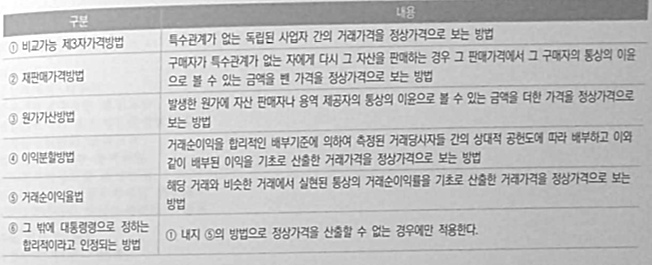 구분 내용
① 비교가능 제3자가격방법 특수관계가 없는 독립된 사업자 간의 거래가격을 정상가격으로 보는 방법
② 재판매가격방법 구매자가 특수관계가 없는 자에게 다시 그 자산을 판매하는 경우 그 판매가격에서 그 구매자의 통상의 이윤
으로 볼 수 있는 금액을 뺀 가격을 정상가격으로 보는 방법
③ 원가가산방법 발생한 원가에 자산 판매자나 용역 제공자의 통상의 이윤으로 볼 수 있는 금액을 더한 가격을 정상가격으로
보는 방법
④ 이익분할방법 거래순이익을 합리적인 배부기준에 의하여 측정된 거래당사자들 간의 상대적 공헌도에 따라 배부하고 이와
같이 배부된 이익을 기초로 산출한 거래가격을 정상가격으로 보는 방법
⑤ 거래순이익율법 해당 거래와 비슷한 거래에서 실현된 통상의 거래순이익률을 기초로 산출한 거래가격을 정상가격으로 보는
방법
⑥ 그 밖에 대통령령으로 정하는
합리적이라고 인정되는 방법 ① 내지 ⑤의 방법으로 정상가격을 산출할 수 없는 경우에만 적용한다.